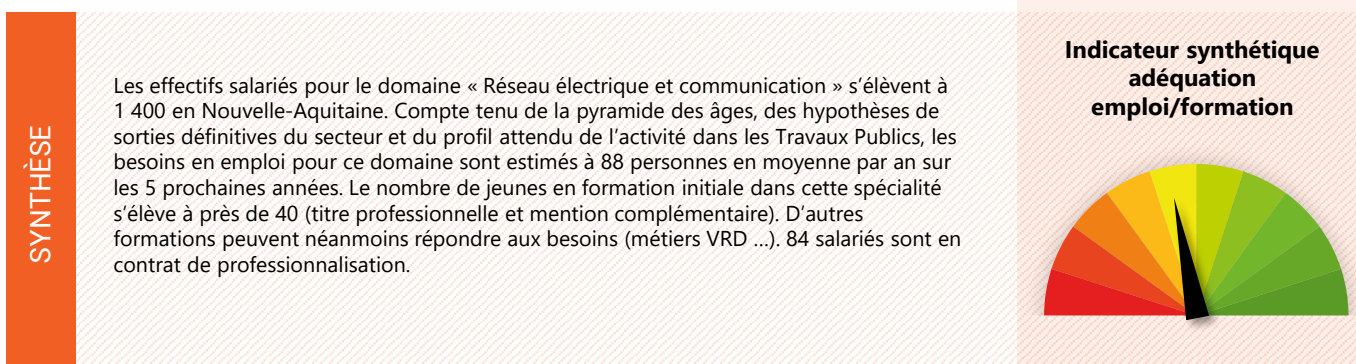 SYNTHÈSE
Les effectifs salariés pour le domaine « Réseau électrique et communication » s’élèvent à
1 400 en Nouvelle-Aquitaine. Compte tenu de la pyramide des âges, des hypothèses de
sorties définitives du secteur et du profil attendu de l’activité dans les Travaux Publics, les
besoins en emploi pour ce domaine sont estimés à 88 personnes en moyenne par an sur
les 5 prochaines années. Le nombre de jeunes en formation initiale dans cette spécialité
s’élève à près de 40 (titre professionnelle et mention complémentaire). D’autres
formations peuvent néanmoins répondre aux besoins (métiers VRD …). 84 salariés sont en
contrat de professionnalisation.
Indicateur synthétique
adéquation
emploi/formation